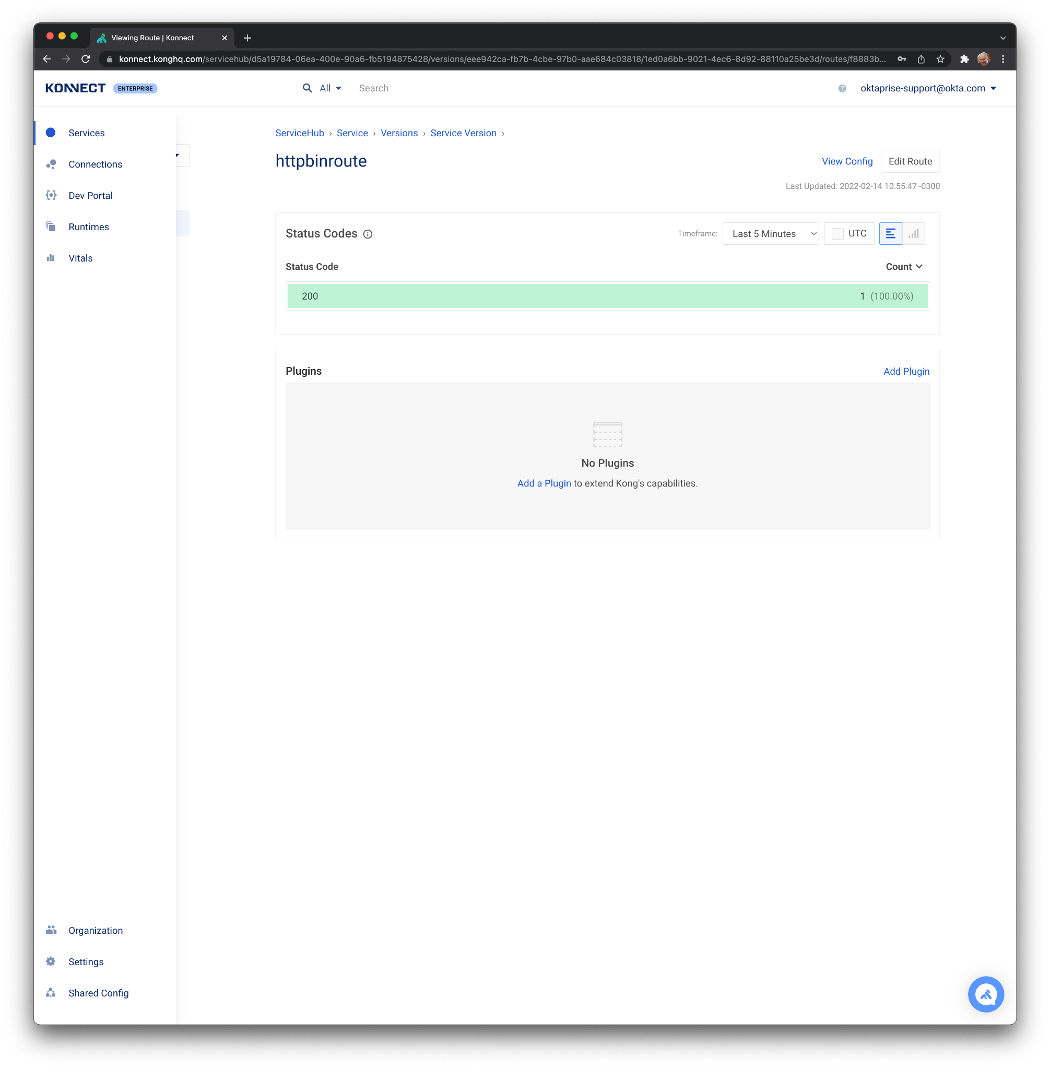 Viewing Route | Konnect
konnect.konghq.com/servicehub/d5a19784-06ea-400e-90a6-fb5194875428/versions/eee942ca-fb7b-4cbe-97b0-aae684c03818/1ed0a6bb-9021-4ec6-8d92-88110a25be3d/routes/f8883b...
KONNECT ENTERPRISE All Search oktaprise-support@okta.com
Services
Connections
Dev Portal
Runtimes
Vitals
Organization
Settings
Shared Config
ServiceHub › Service › Versions › Service Version ›
httpbinroute
View Config Edit Route
Last Updated: 2022-02-14 10:55:47 -0300
Status Codes Timeframe: Last 5 Minutes UTC
Status Code Count
200 1 (100.00%)
Plugins Add Plugin
No Plugins
Add a Plugin to extend Kong's capabilities.